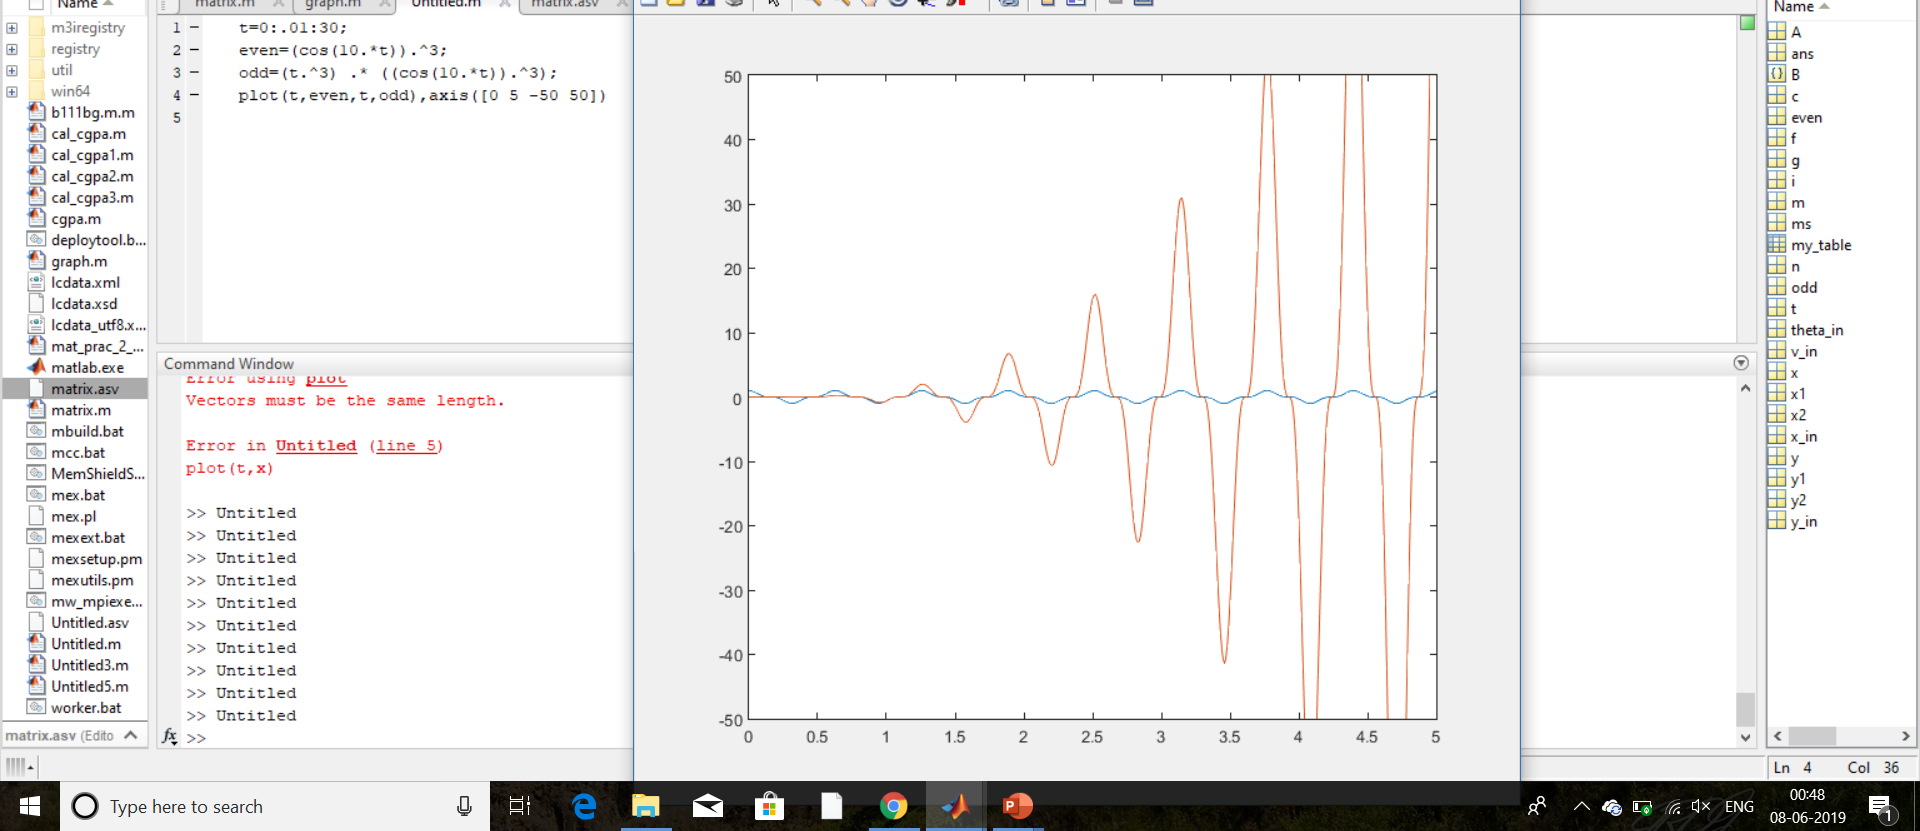 Name
m3iregistry
registry
util
win64
b111bg.m.m
cal_cgpa.m
cal_cgpa1.m
cal_cgpa2.m
cal_cgpa3.m
cgpa.m
deploytool.b...
graph.m
lcdata.xml
lcdata.xsd
lcdata_utf8.x...
mat_prac_2_...
matlab.exe
matrix.asv
matrix.m
mbuild.bat
mcc.bat
MemShieldS...
mex.bat
mex.pl
mexext.bat
mexsetup.pm
mexutils.pm
mw_mpiexe...
Untitled.asv
Untitled.m
Untitled3.m
Untitled5.m
worker.bat
matrix.asv (Edito
matrix.m graph.m Untitled.m matrix.asv
1 – t=0:.01:30;
2 – even=(cos(10.*t)).^3;
3 – odd=(t.^3) .* ((cos(10.*t)).^3);
4 – plot(t,even,t,odd),axis([0 5 -50 50])
5
Command Window
Error using plot
Vectors must be the same length.
Error in Untitled (line 5)
plot(t,x)
>> Untitled
>> Untitled
>> Untitled
>> Untitled
>> Untitled
>> Untitled
>> Untitled
>> Untitled
>> Untitled
>> Untitled
fx >>
50
40
30
20
10
0
-10
-20
-30
-40
-50
0 0.5 1 1.5 2 2.5 3 3.5 4 4.5 5
Name
A
ans
{} B
c
even
f
g
i
m
ms
my_table
n
odd
t
theta_in
v_in
x
x1
x2
x_in
y
y1
y2
y_in
Ln 4 Col 36
Type here to search
ENG
00:48
08-06-2019
1